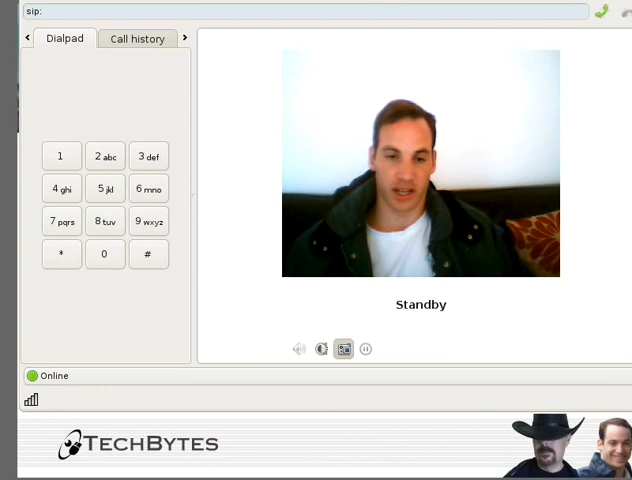 sip:
Dialpad
Call history
1
2 abc
3 def
4 ghi
5 jkl
6 mno
7 pqrs
8 tuv
9 wxyz
*
0
#
Standby
Online
TECHBYTES